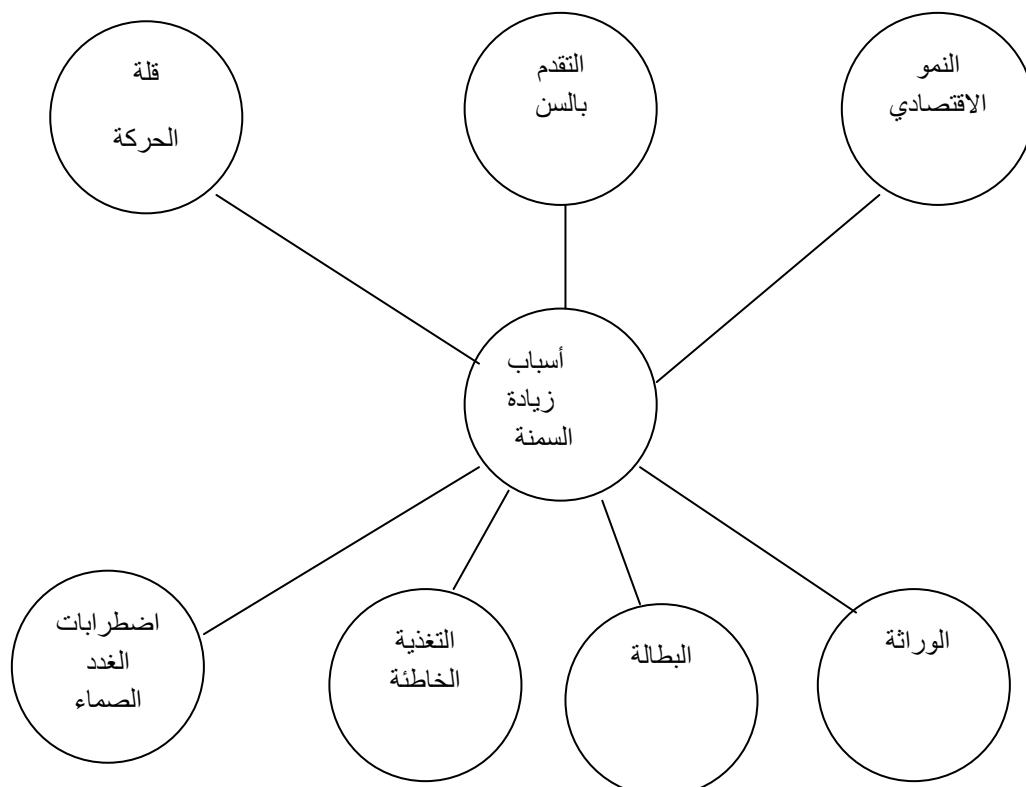 النمو
الاقتصادي
التقدم
بالسن
قلة
الحركة
أسباب
زيادة
السمنة
الوراثة
البطالة
التغذية
الخاطئة
اضطرابات
الغدد
الصماء